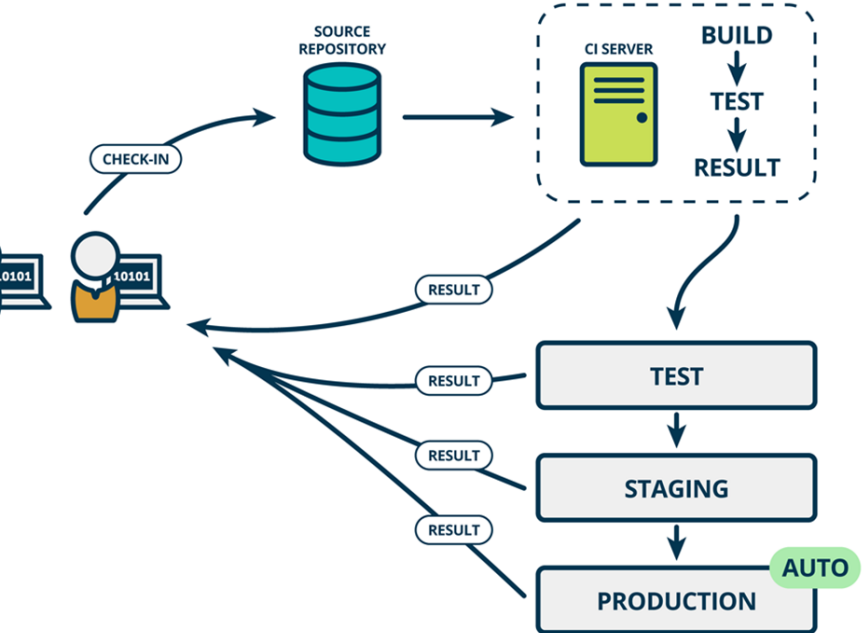 SOURCE
REPOSITORY
CI SERVER
BUILD
TEST
RESULT
CHECK-IN
10101
10101
RESULT
RESULT
TEST
RESULT
STAGING
RESULT
AUTO
PRODUCTION